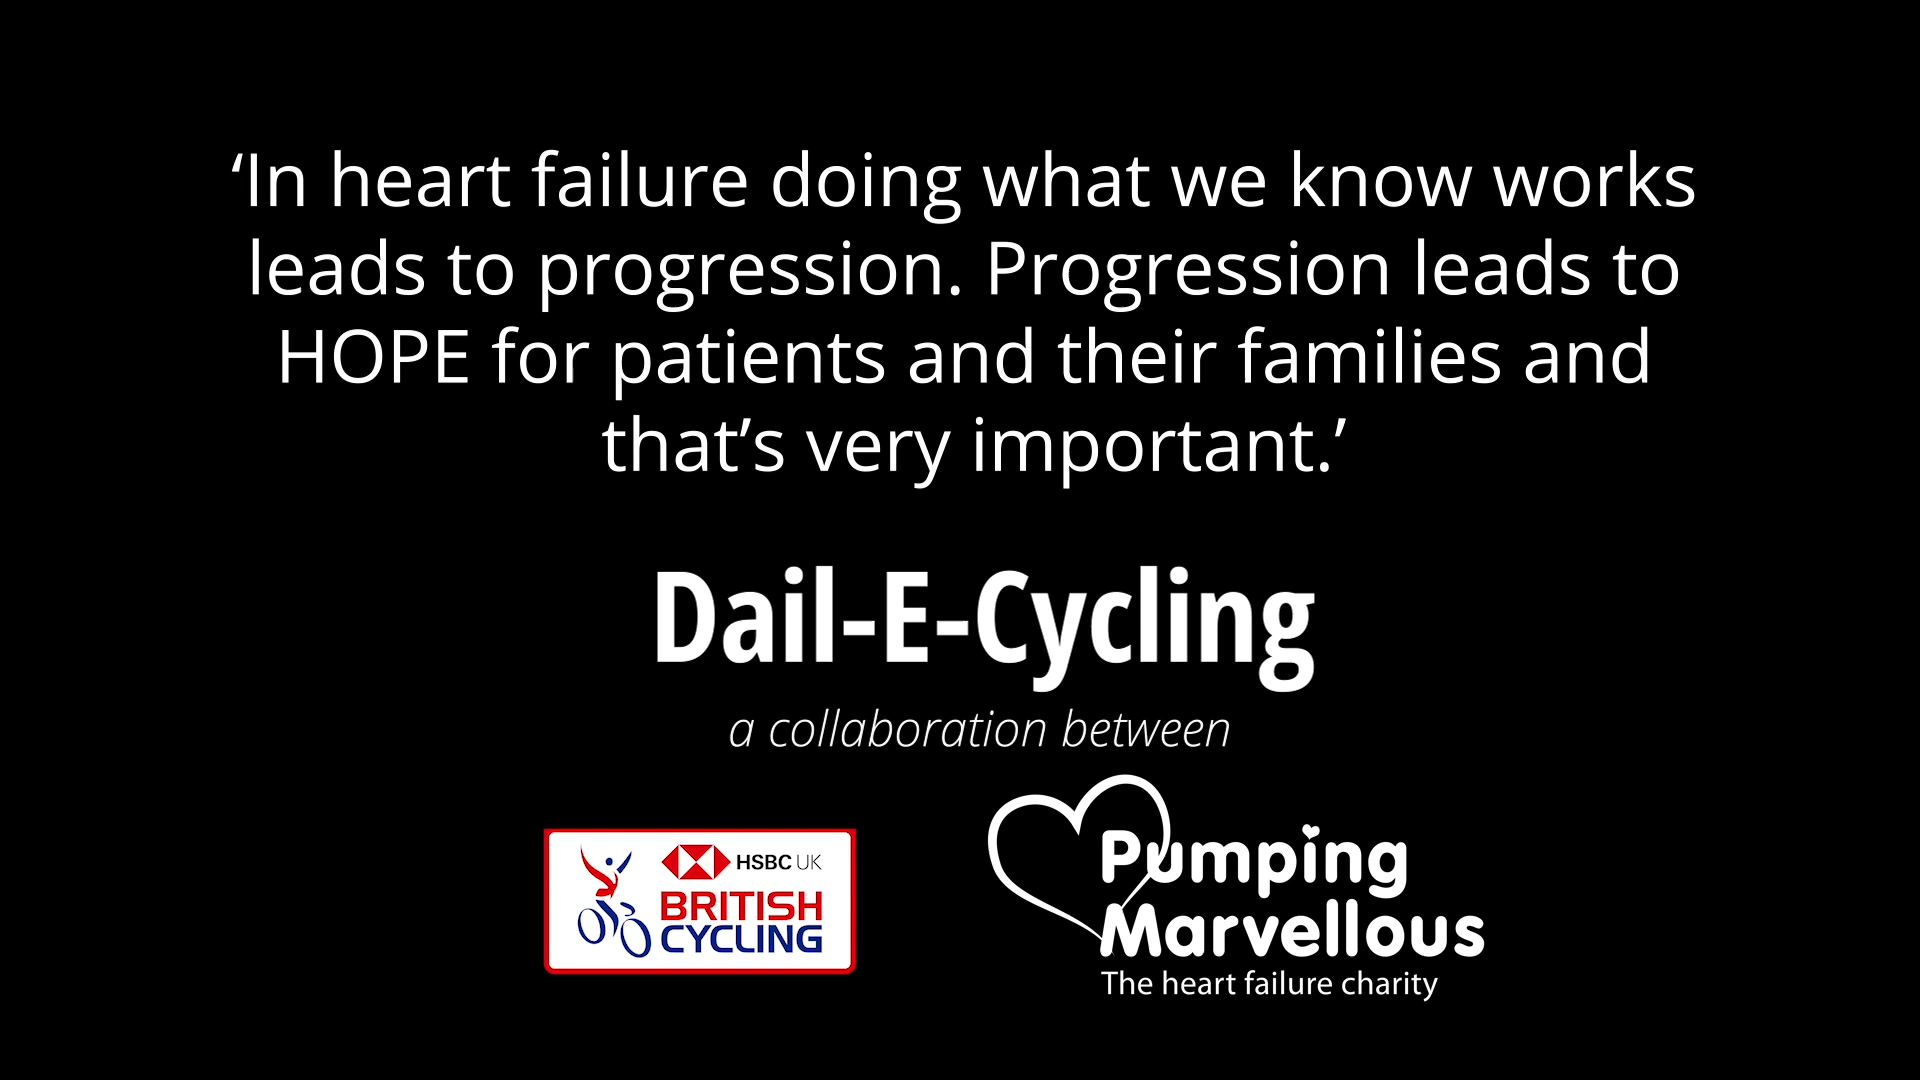 ‘In heart failure doing what we know works
leads to progression. Progression leads to
HOPE for patients and their families and
that’s very important.’
Dail-E-Cycling
a collaboration between
HSBC UK
BRITISH
CYCLING
Pumping
Marvellous
The heart failure charity